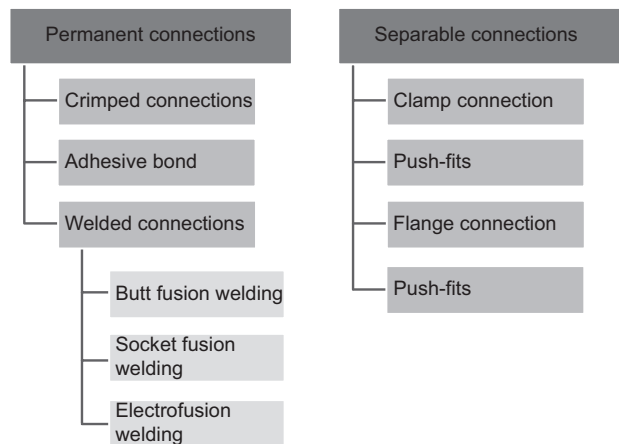 Permanent connections
Crimped connections
Adhesive bond
Welded connections
Butt fusion welding
Socket fusion
welding
Electrofusion
welding
Separable connections
Clamp connection
Push-fits
Flange connection
Push-fits